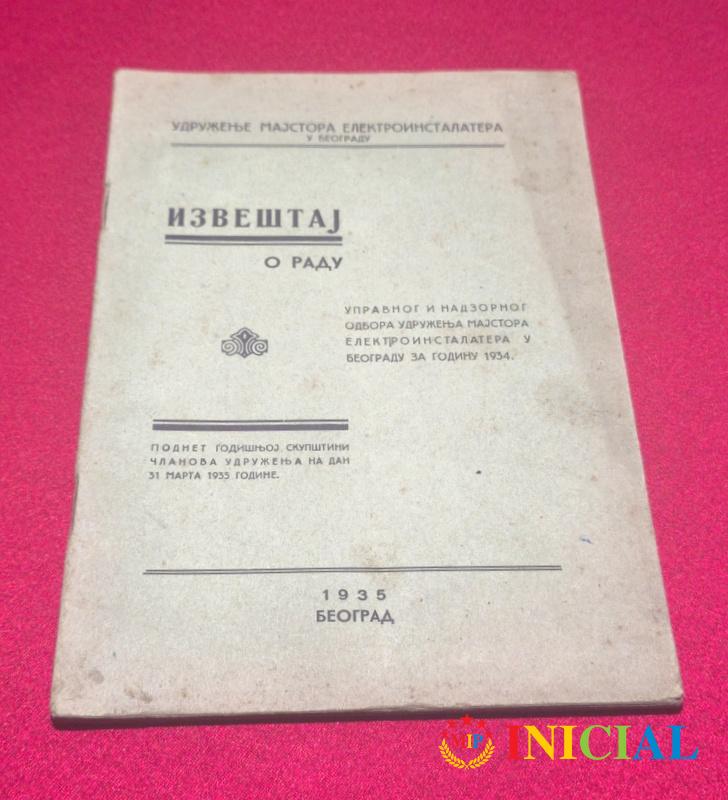 УДРУЖЕЊЕ МАЈСТОРА ЕЛЕКТРОИНСТАЛАТЕРА
У БЕОГРАДУ
ИЗВЕШТАЈ
О РАДУ
УПРАВНОГ И НАДЗОРНОГ
ОДБОРА УДРУЖЕЊА МАЈСТОРА
ЕЛЕКТРОИНСТАЛАТЕРА У
БЕОГРАДУ ЗА ГОДИНУ 1934.
ПОДНЕТ ГОДИШЊОЈ СКУПШТИНИ
ЧЛАНОВА УДРУЖЕЊА НА ДАН
31 МАРТА 1935 ГОДИНЕ.
1935
БЕОГРАД
VIP INICIAL